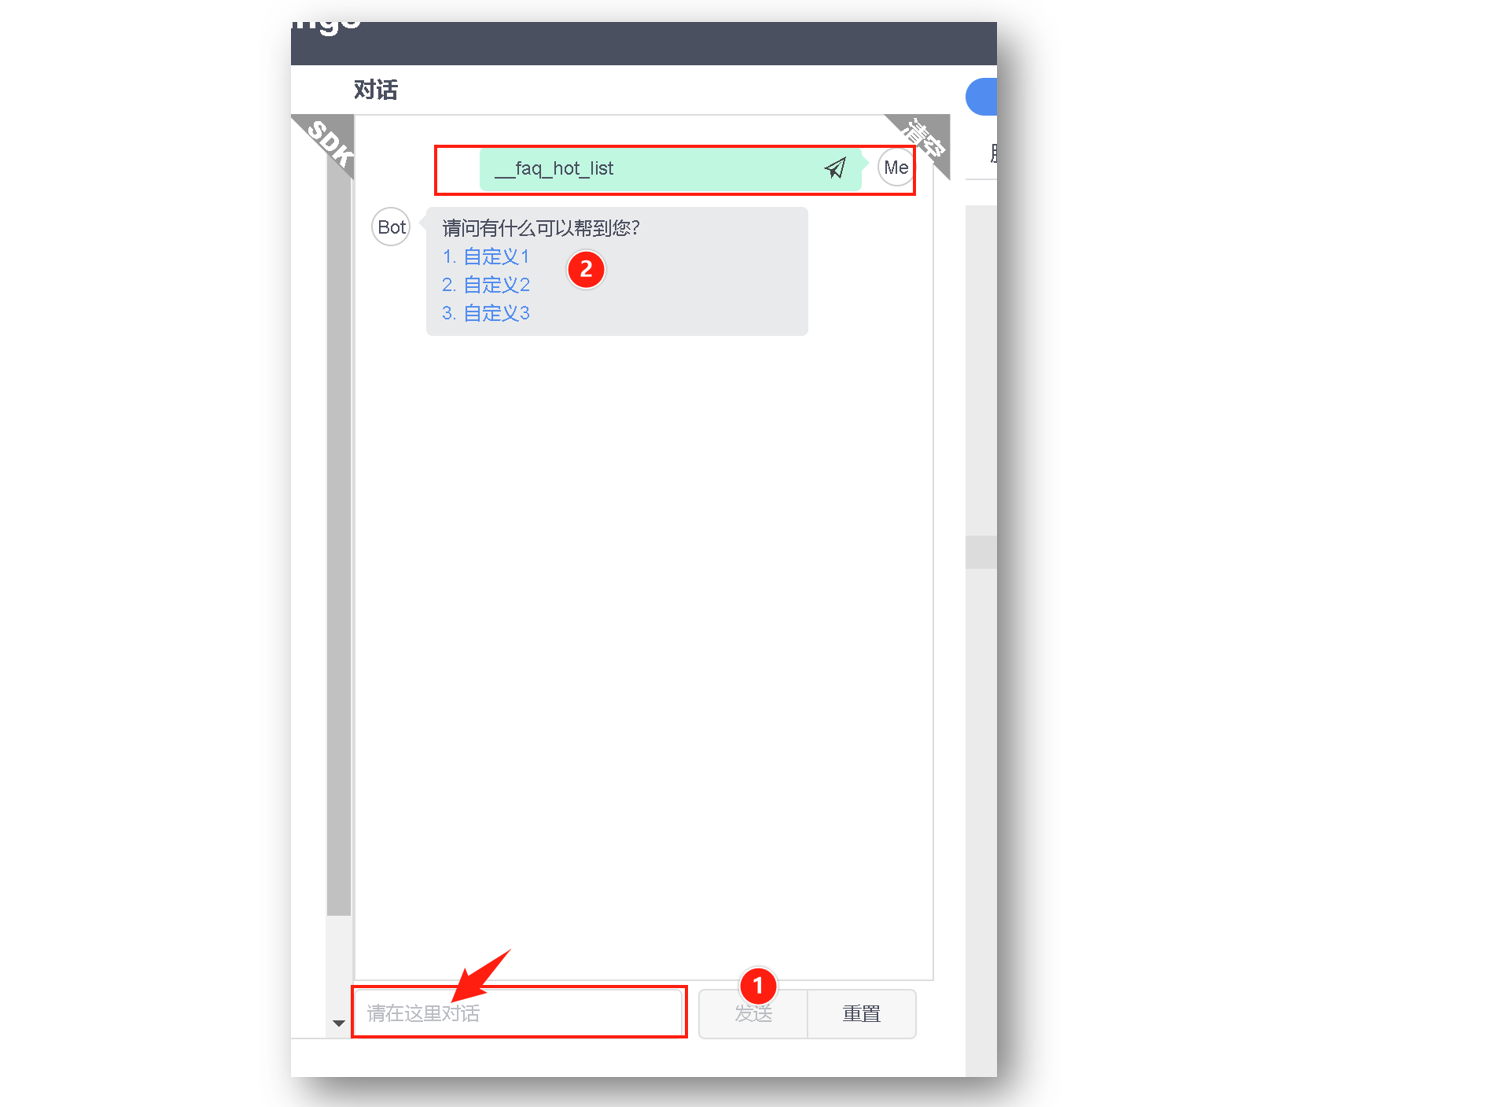 对话
SDK
清空
__faq_hot_list
Me
Bot
请问有什么可以帮到您?
1. 自定义1
2. 自定义2
3. 自定义3
2
1
请在这里对话
发送
重置